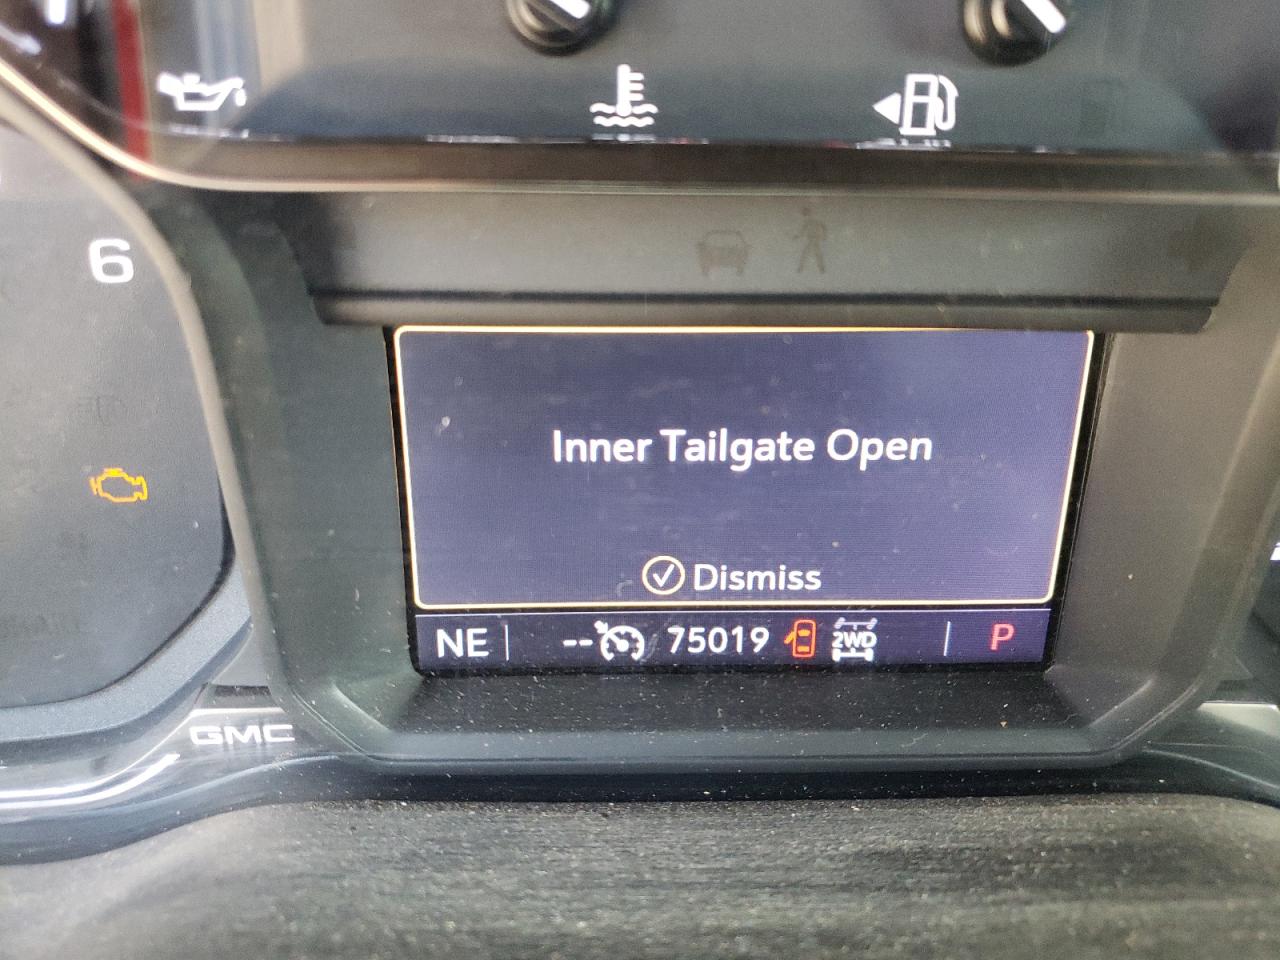 6
Inner Tailgate Open
Dismiss
NE -- 75019 2WD P
GMC